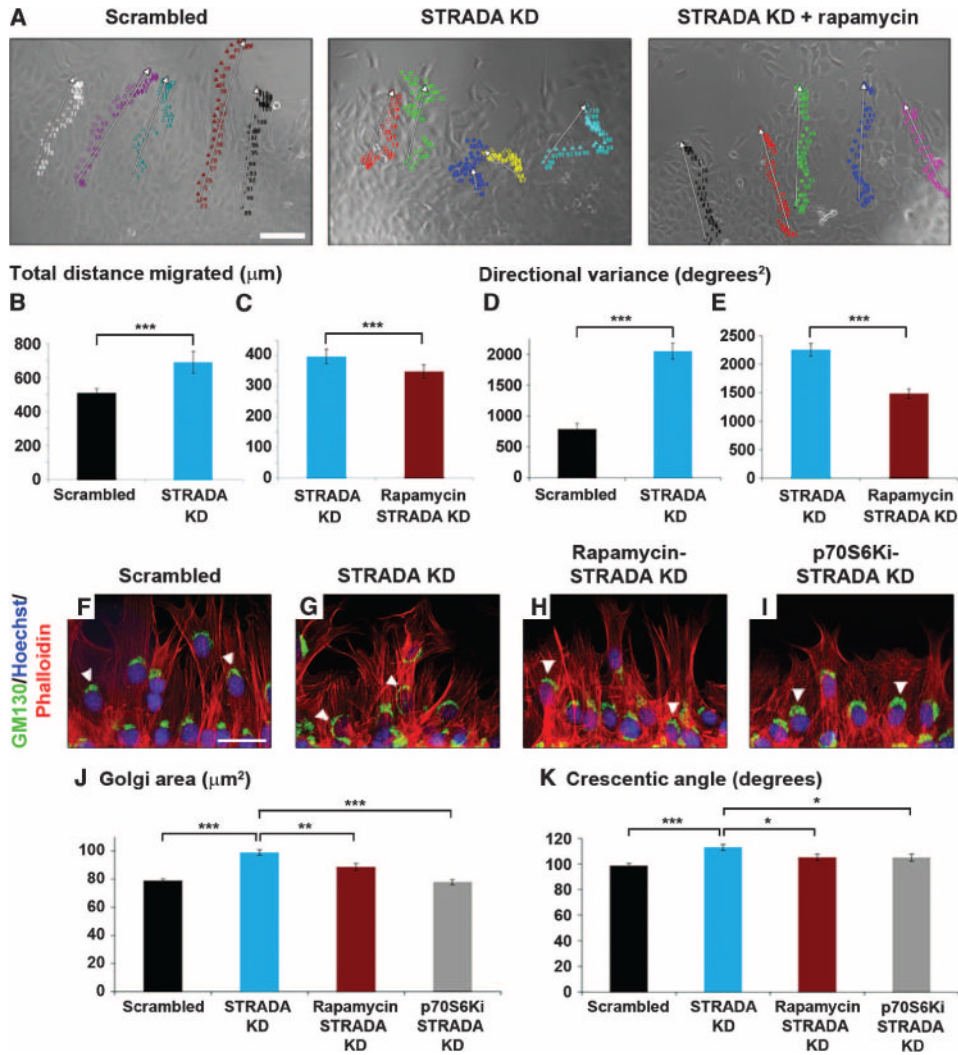 A
Scrambled
STRADA KD
STRADA KD + rapamycin
Total distance migrated (μm)
Directional variance (degrees²)
B
***
800
600
400
200
0
Scrambled
STRADA
KD
C
***
400
300
200
100
0
STRADA
KD
Rapamycin
STRADA KD
D
***
2000
1500
1000
500
0
Scrambled
STRADA
KD
E
***
2500
2000
1500
1000
500
0
STRADA
KD
Rapamycin
STRADA KD
GM130/Hoechst/
Phalloidin
Scrambled
F
STRADA KD
G
Rapamycin-
STRADA KD
H
p70S6Ki-
STRADA KD
I
J Golgi area (μm²)
***
***
**
100
80
60
40
20
0
Scrambled
STRADA
KD
Rapamycin
STRADA
KD
p70S6Ki
STRADA
KD
K Crescentic angle (degrees)
*
***
*
120
100
80
60
40
20
0
Scrambled
STRADA
KD
Rapamycin
STRADA
KD
p70S6Ki
STRADA
KD